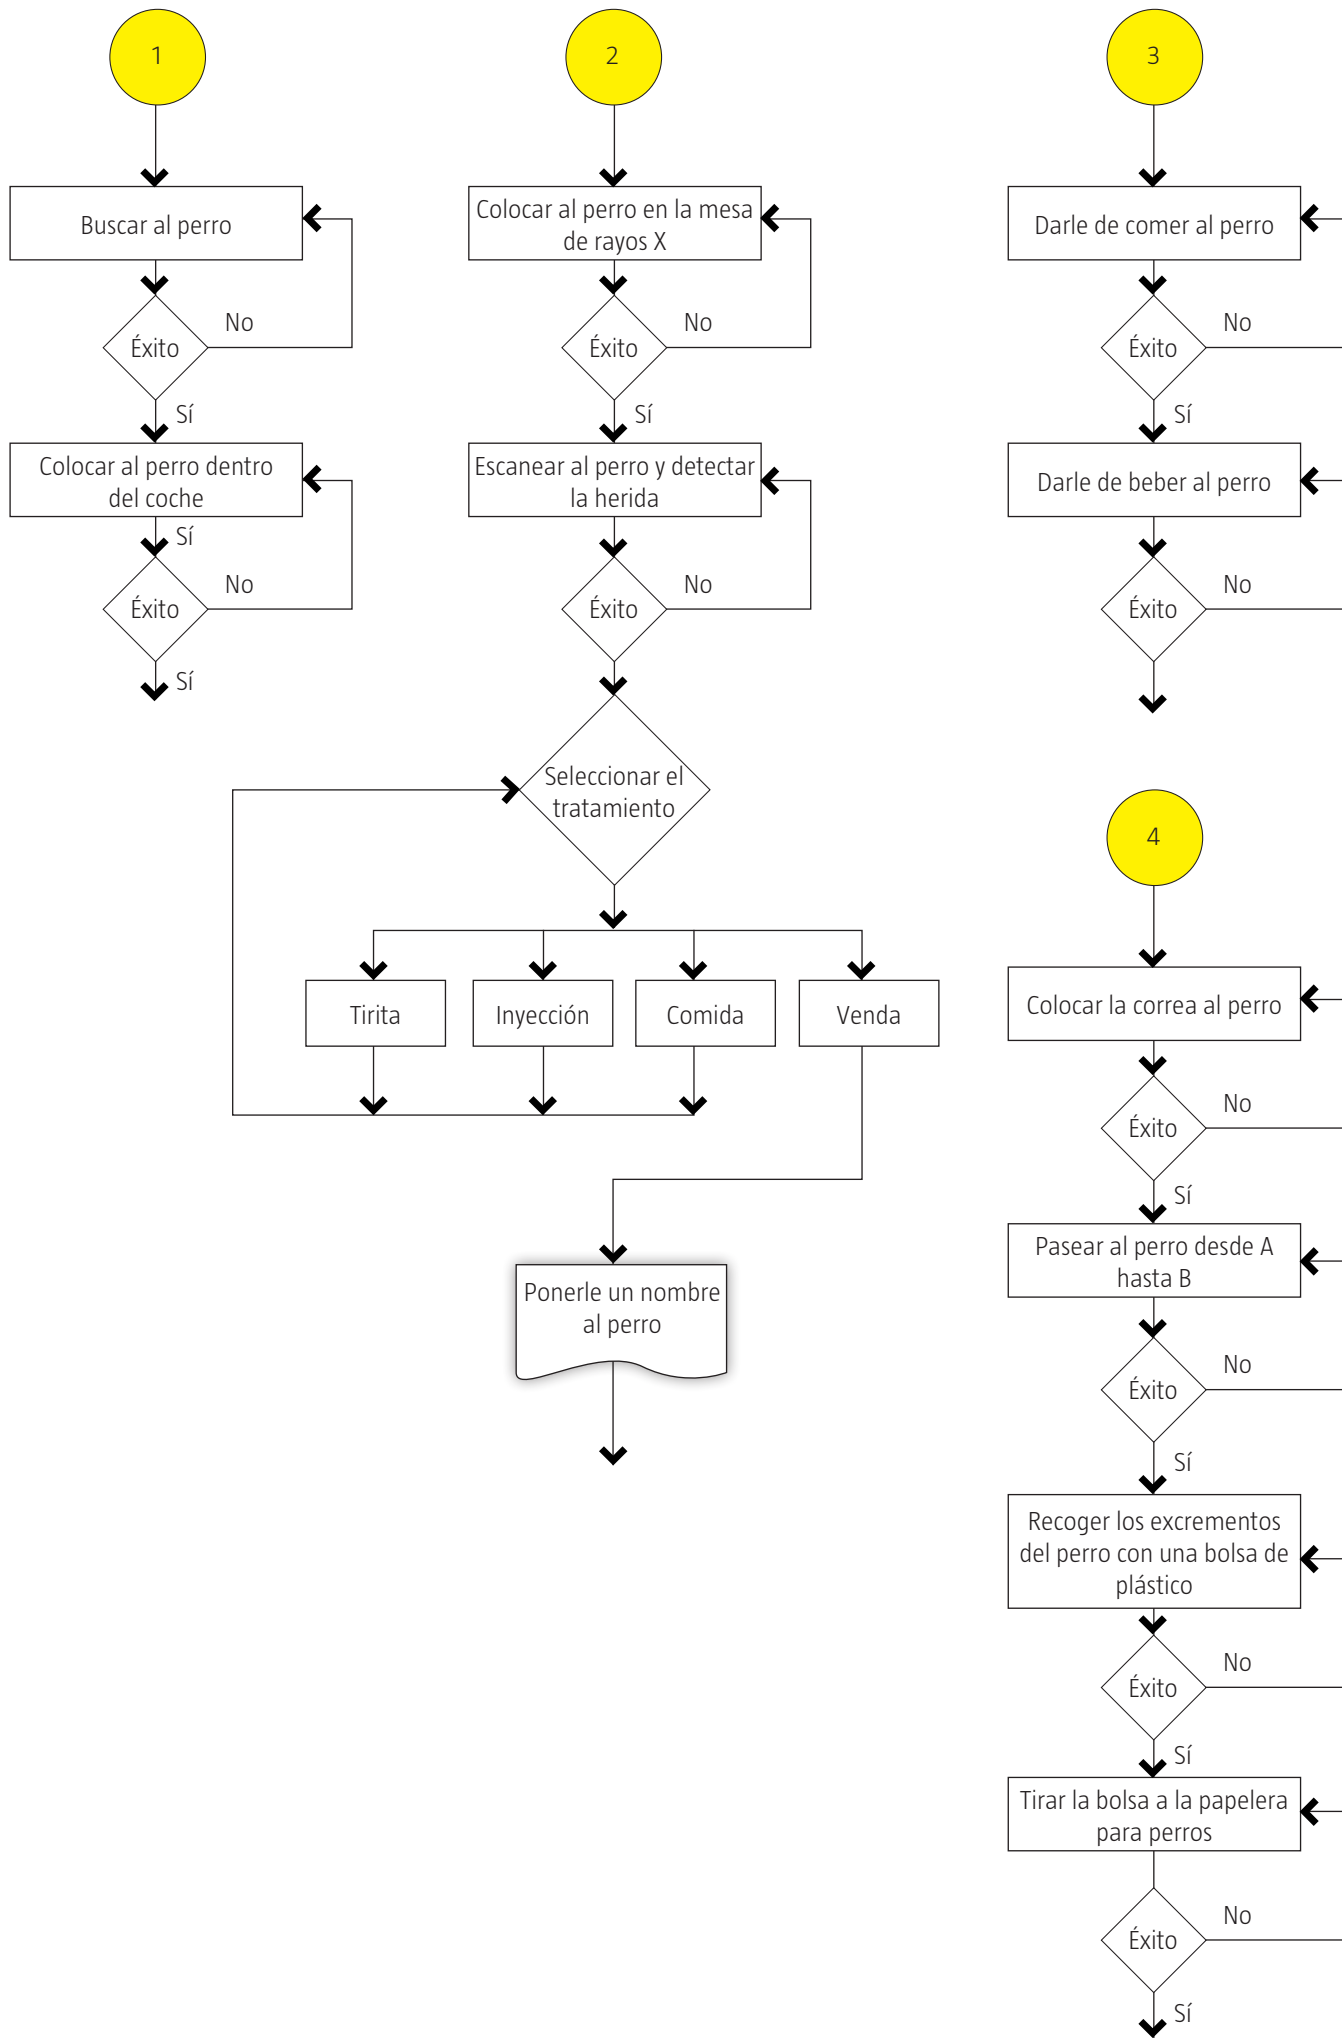 1
Buscar al perro
No
Éxito
Sí
Colocar al perro dentro
del coche
Sí
No
Éxito
Sí
2
Colocar al perro en la mesa
de rayos X
No
Éxito
Sí
Escanear al perro y detectar
la herida
No
Éxito
Seleccionar el
tratamiento
Tirita
Inyección
Comida
Venda
Ponerle un nombre
al perro
3
Darle de comer al perro
No
Éxito
Sí
Darle de beber al perro
No
Éxito
4
Colocar la correa al perro
No
Éxito
Sí
Pasear al perro desde A
hasta B
No
Éxito
Sí
Recoger los excrementos
del perro con una bolsa de
plástico
No
Éxito
Sí
Tirar la bolsa a la papelera
para perros
No
Éxito
Sí